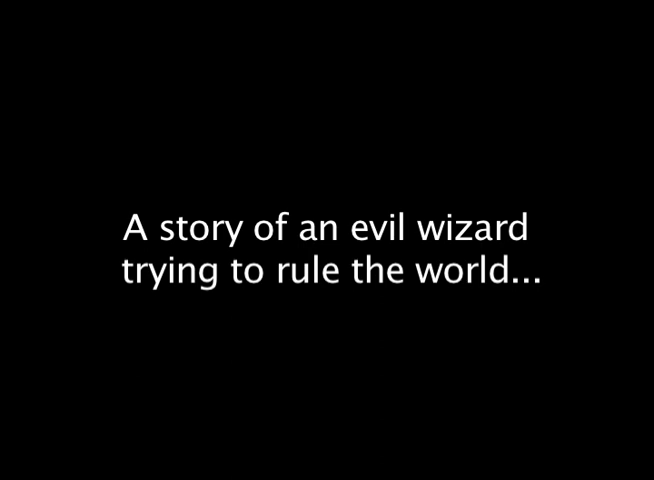 A story of an evil wizard
trying to rule the world...